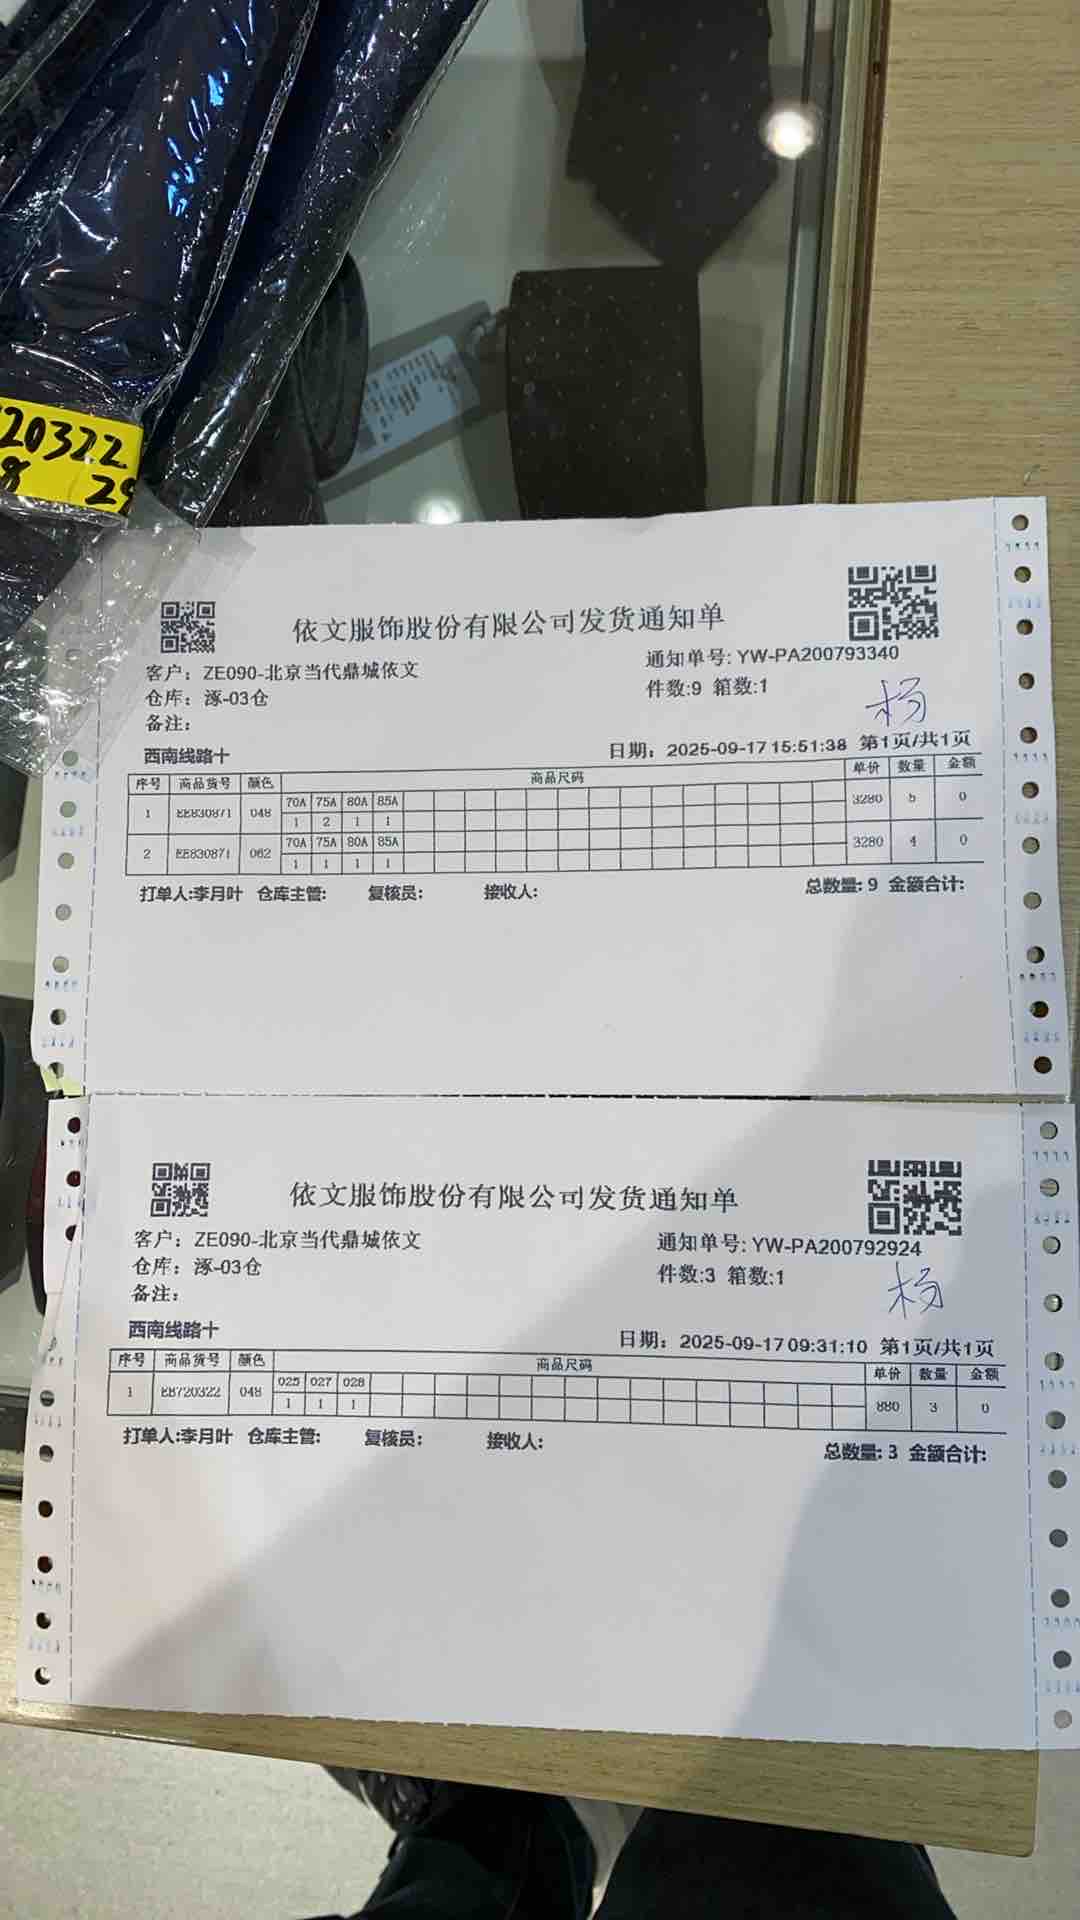 20322
8 29
依文服饰股份有限公司发货通知单
客户: ZE090-北京当代鼎城依文
通知单号: YW-PA200793340
仓库: 涿-03仓
件数:9 箱数:1
备注:
杨
西南线路十
日期: 2025-09-17 15:51:38 第1页/共1页
序号 商品货号 颜色 商品尺码 单价 数量 金额
70A 75A 80A 85A
1 EE830871 048 1 2 1 1 3280 5 0
70A 75A 80A 85A
2 EE830871 062 1 1 1 1 3280 4 0
打单人:李月叶 仓库主管: 复核员: 接收人: 总数量: 9 金额合计:
依文服饰股份有限公司发货通知单
客户: ZE090-北京当代鼎城依文
通知单号: YW-PA200792924
仓库: 涿-03仓
件数:3 箱数:1
备注:
杨
西南线路十
日期: 2025-09-17 09:31:10 第1页/共1页
序号 商品货号 颜色 商品尺码 单价 数量 金额
025 027 028
1 EB720322 048 1 1 1 880 3 0
打单人:李月叶 仓库主管: 复核员: 接收人: 总数量: 3 金额合计: